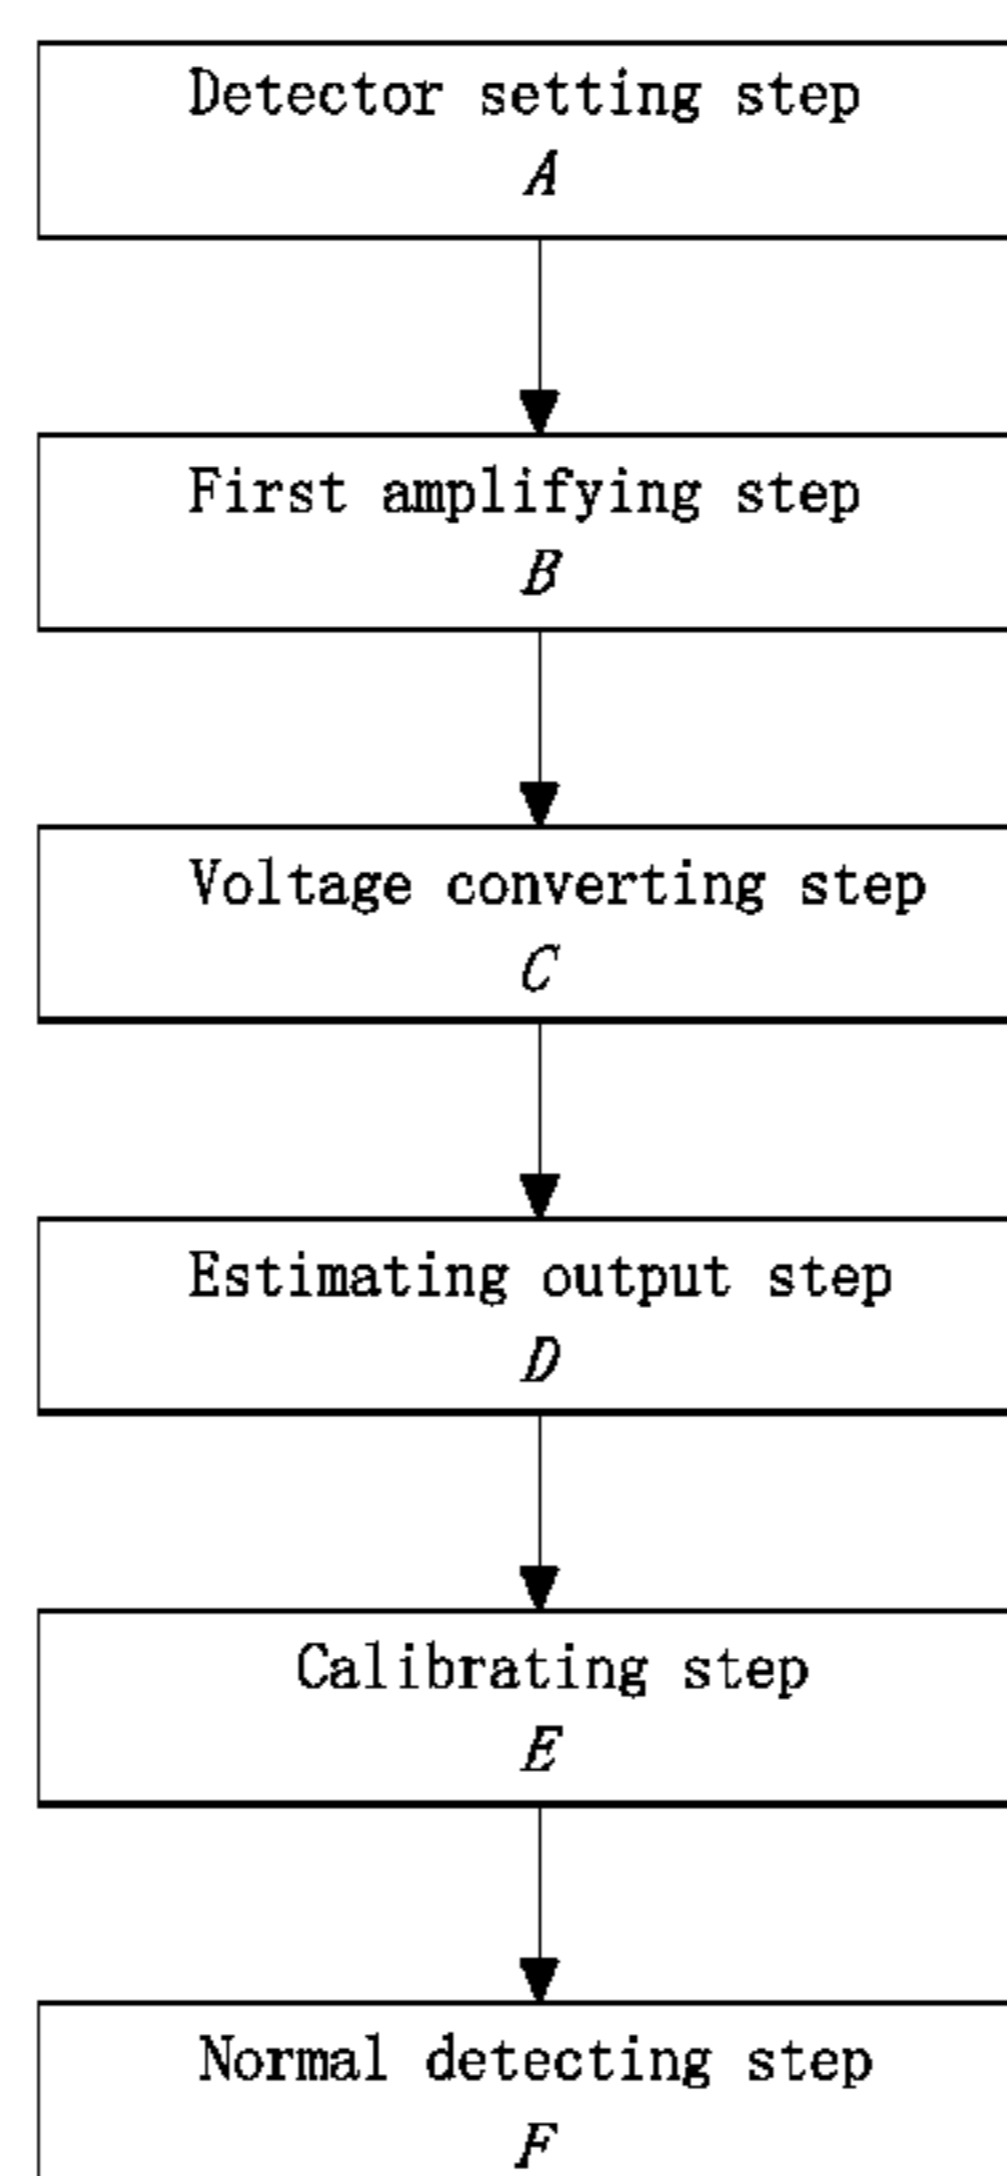 Detector setting step
A
First amplifying step
B
Voltage converting step
C
Estimating output step
D
Calibrating step
E
Normal detecting step
F